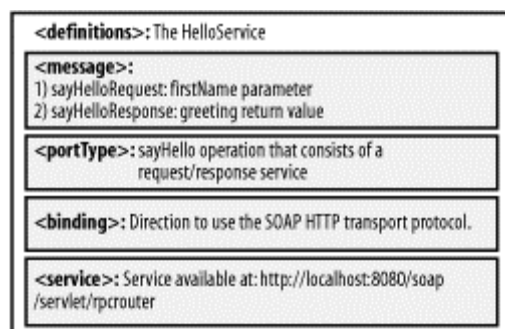 <definitions>: The HelloService
<message>:
1) sayHelloRequest: firstName parameter
2) sayHelloResponse: greeting return value
<portType>: sayHello operation that consists of a
request/response service
<binding>: Direction to use the SOAP HTTP transport protocol.
<service>: Service available at: http://localhost:8080/soap
/servlet/rpcrouter